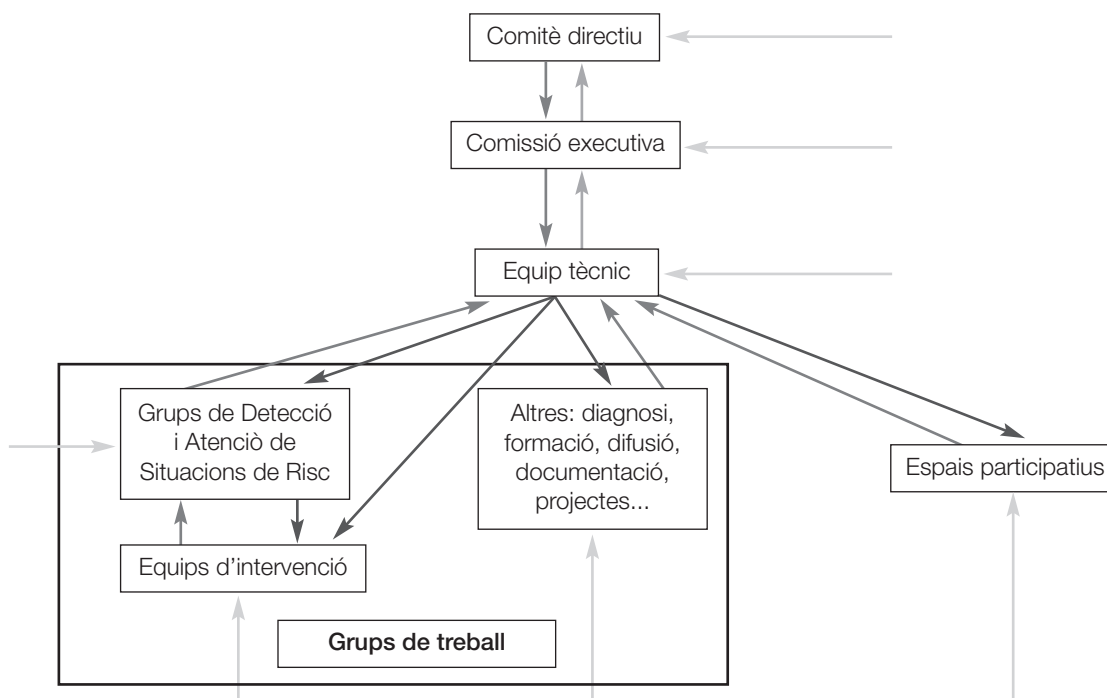 Comitè directiu
Comissió executiva
Equip tècnic
Grups de Detecció
i Atenciò de
Situacions de Risc
Altres: diagnosi,
formació, difusió,
documentació,
projectes...
Espais participatius
Equips d’intervenció
Grups de treball